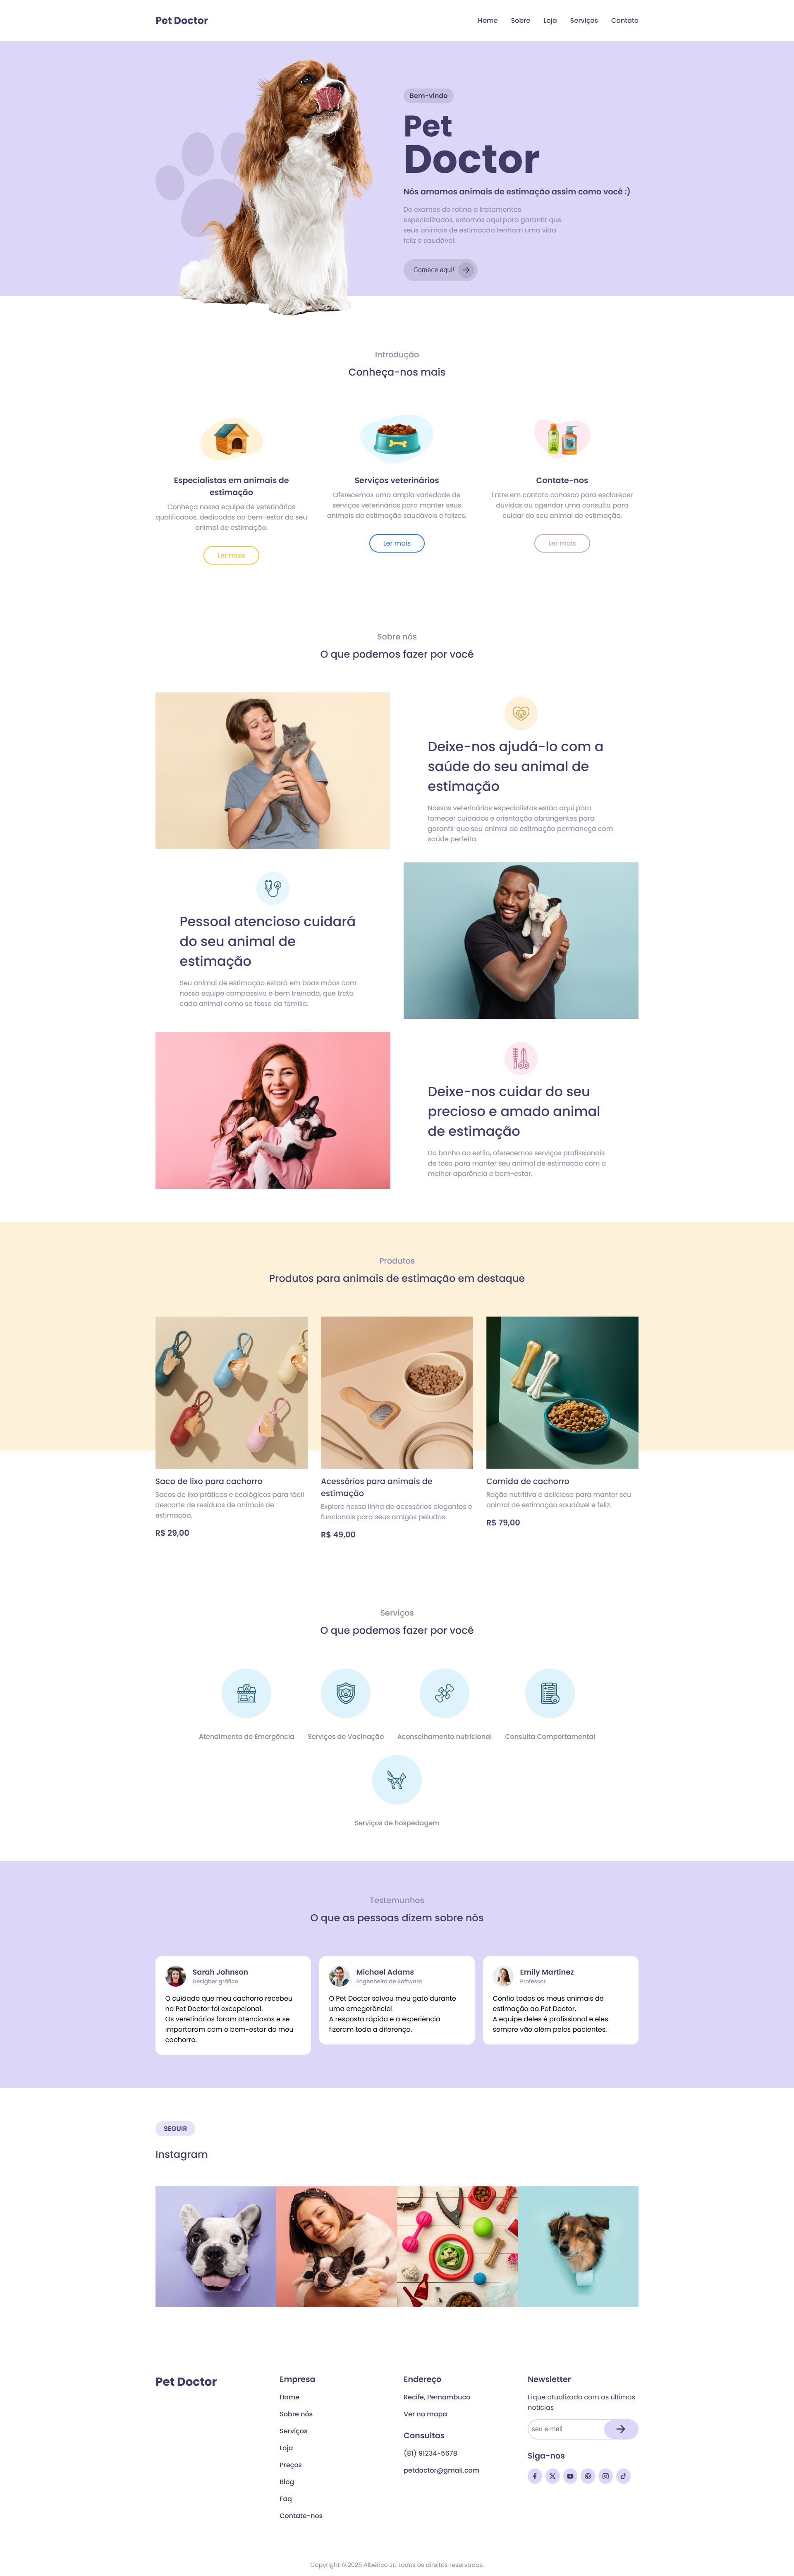 Pet Doctor
Home Sobre Loja Serviços Contato
Bem-vindo
Pet
Doctor
Nós amamos animais de estimação assim como você :)
De exames de rotina a tratamentos
especializados, estamos aqui para garantir que
seus animais de estimação tenham uma vida
feliz e saudável.
Comece aqui!
Introdução
Conheça-nos mais
Especialistas em animais de
estimação
Conheça nossa equipe de veterinários
qualificados, dedicados ao bem-estar do seu
animal de estimação.
Ler mais
Serviços veterinários
Oferecemos uma ampla variedade de
serviços veterinários para manter seus
animais de estimação saudáveis e felizes.
Ler mais
Contate-nos
Entre em contato conosco para esclarecer
dúvidas ou agendar uma consulta para
cuidar do seu animal de estimação.
Ler mais
Sobre nós
O que podemos fazer por você
Deixe-nos ajudá-lo com a
saúde do seu animal de
estimação
Nossos veterinários especialistas estão aqui para
fornecer cuidados e orientação abrangentes para
garantir que seu animal de estimação permaneça com
saúde perfeita.
Pessoal atencioso cuidará
do seu animal de
estimação
Seu animal de estimação estará em boas mãos com
nossa equipe compassiva e bem treinada, que trata
cada animal como se fosse da família.
Deixe-nos cuidar do seu
precioso e amado animal
de estimação
Do banho ao estilo, oferecemos serviços profissionais
de tosa para manter seu animal de estimação com a
melhor aparência e bem-estar.
Produtos
Produtos para animais de estimação em destaque
Saco de lixo para cachorro
Sacos de lixo práticos e ecológicos para fácil
descarte de resíduos de animais de
estimação.
R$ 29,00
Acessórios para animais de
estimação
Explore nossa linha de acessórios elegantes e
funcionais para seus amigos peludos.
R$ 49,00
Comida de cachorro
Ração nutritiva e deliciosa para manter seu
animal de estimação saudável e feliz.
R$ 79,00
Serviços
O que podemos fazer por você
Atendimento de Emergência
Serviços de Vacinação
Aconselhamento nutricional
Consulta Comportamental
Serviços de hospedagem
Testemunhos
O que as pessoas dizem sobre nós
Sarah Johnson
Desigber gráfico
O cuidado que meu cachorro recebeu
no Pet Doctor foi excepcional.
Os veretinários foram atenciosos e se
importaram com o bem-estar do meu
cachorro.
Michael Adams
Engenheiro de Software
O Pet Doctor salvou meu gato durante
uma emegerência!
A resposta rápida e a experiência
fizeram toda a diferença.
Emily Martinez
Professor
Confio todos os meus animais de
estimação ao Pet Doctor.
A equipe deles é profissional e eles
sempre vão além pelos pacientes.
SEGUIR
Instagram
Pet Doctor
Empresa
Home
Sobre nós
Serviços
Loja
Preços
Blog
Faq
Contate-nos
Endereço
Recife, Pernambuco
Ver no mapa
Consultas
(81) 91234-5678
petdoctor@gmail.com
Newsletter
Fique atualizado com as últimas
notícias
seu e-mail
Siga-nos
Copyright © 2025 Albérico Jr. Todos os direitos reservados.